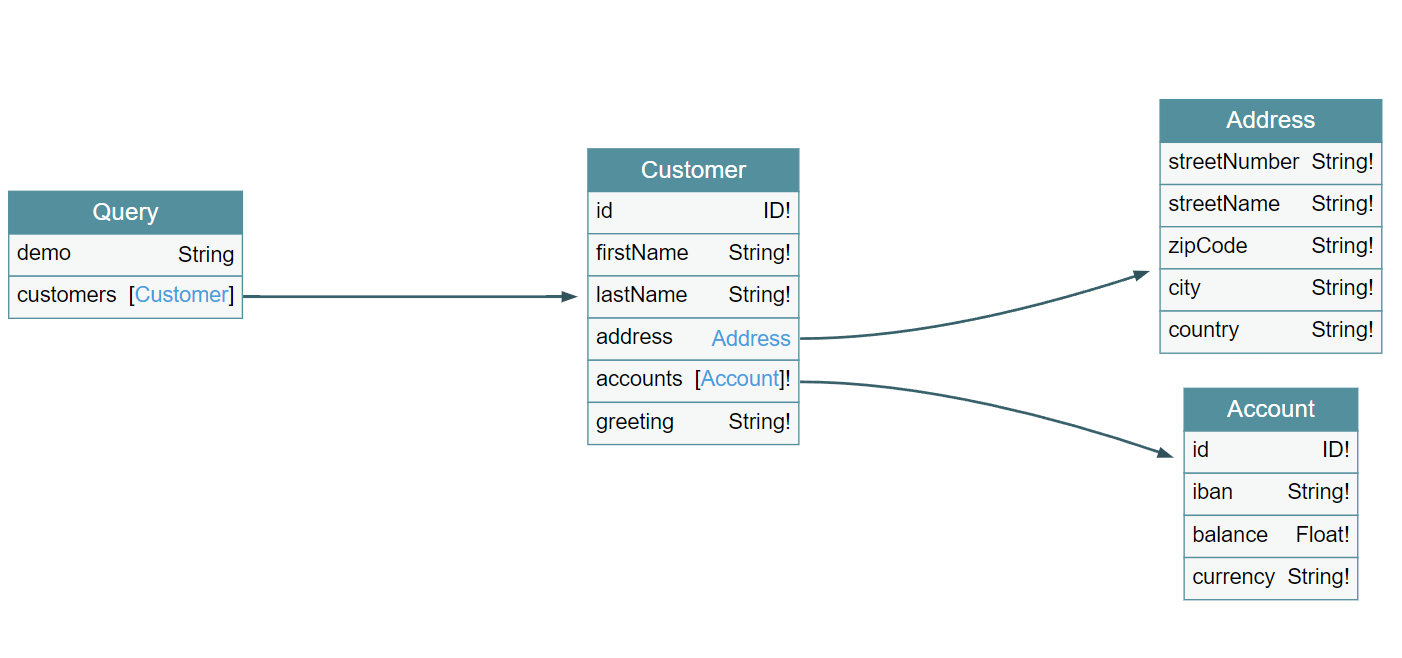 Query
demo String
customers [Customer]
Customer
id ID!
firstName String!
lastName String!
address Address
accounts [Account]!
greeting String!
Address
streetNumber String!
streetName String!
zipCode String!
city String!
country String!
Account
id ID!
iban String!
balance Float!
currency String!